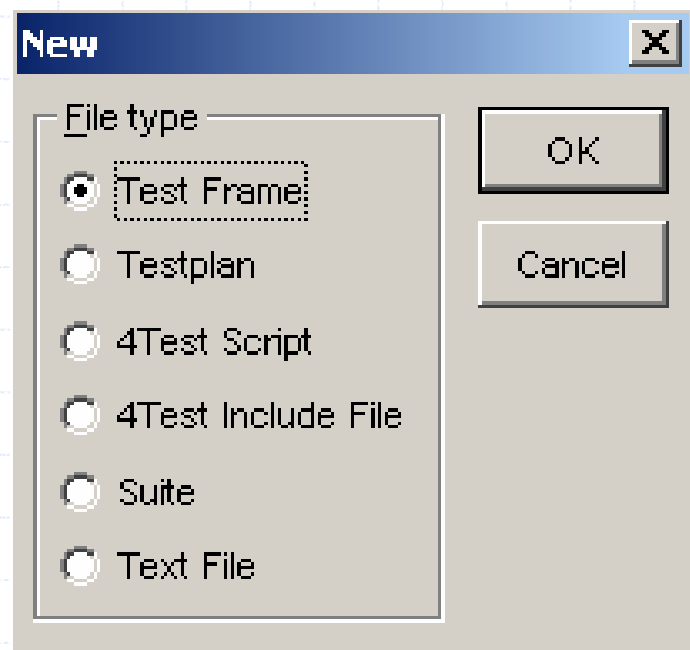 New
File type
Test Frame
Testplan
4Test Script
4Test Include File
Suite
Text File
OK
Cancel